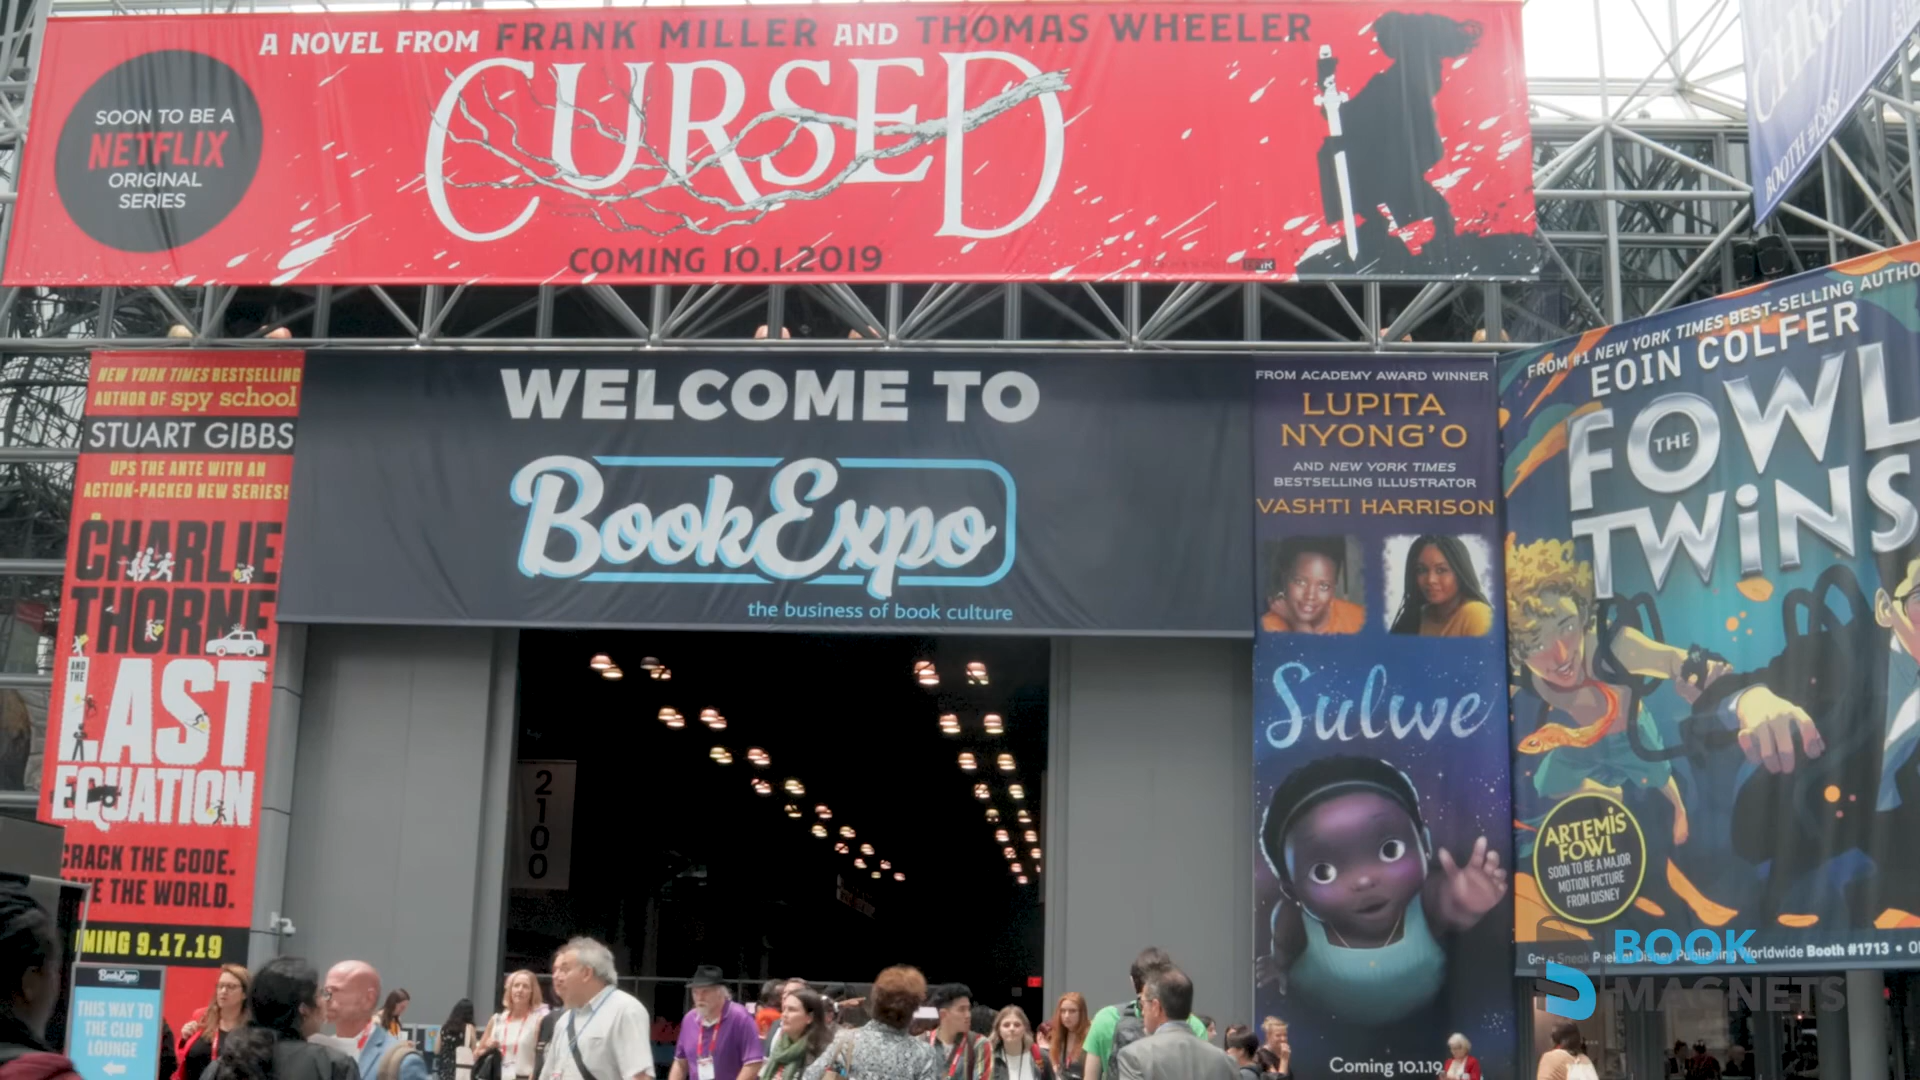 A NOVEL FROM FRANK MILLER AND THOMAS WHEELER
CURSED
SOON TO BE A
NETFLIX
ORIGINAL
SERIES
COMING 10.1.2019
BOOTH #1538
NEW YORK TIMES BESTSELLING
AUTHOR OF spy school
STUART GIBBS
UPS THE ANTE WITH AN
ACTION-PACKED NEW SERIES!
CHARLIE
THORNE
AND THE
LAST
EQUATION
CRACK THE CODE.
THE WORLD.
9.17.19
BookExpo
THIS WAY TO
THE CLUB
LOUNGE
WELCOME TO
BookExpo
the business of book culture
2100
FROM ACADEMY AWARD WINNER
LUPITA
NYONG'O
AND NEW YORK TIMES
BESTSELLING ILLUSTRATOR
VASHTI HARRISON
Sulwe
Coming 10.1.19
FROM #1 NEW YORK TIMES BEST-SELLING
EOIN COLFER
THE
FOWL
TWiNS
ARTEMiS
FOWL
SOON TO BE A MAJOR
MOTION PICTURE
FROM DISNEY
Got a Sneak Peek at Disney Publishing Worldwide Booth #1713 •
BOOK
MAGNETS